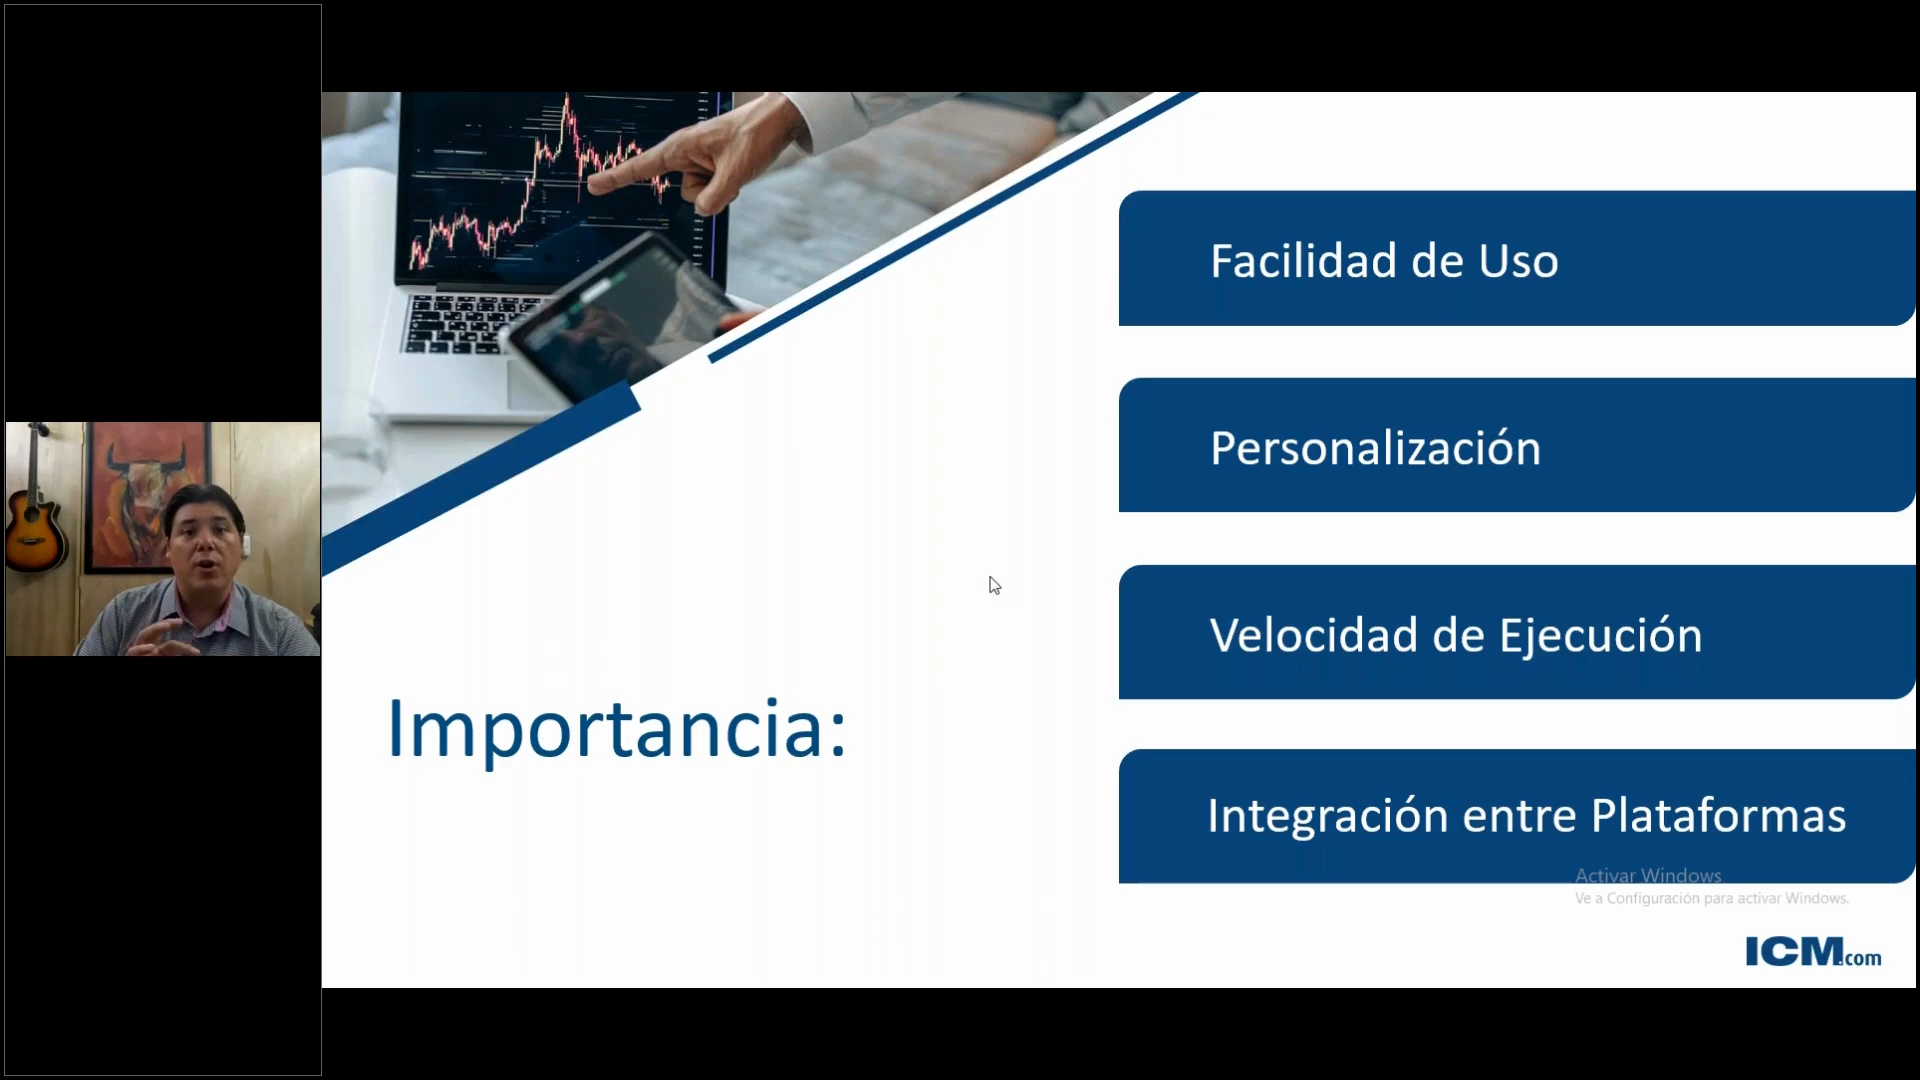 Facilidad de Uso
Personalización
Velocidad de Ejecución
Importancia:
Integración entre Plataformas
Activar Windows
Ve a Configuración para activar Windows.
ICM.com